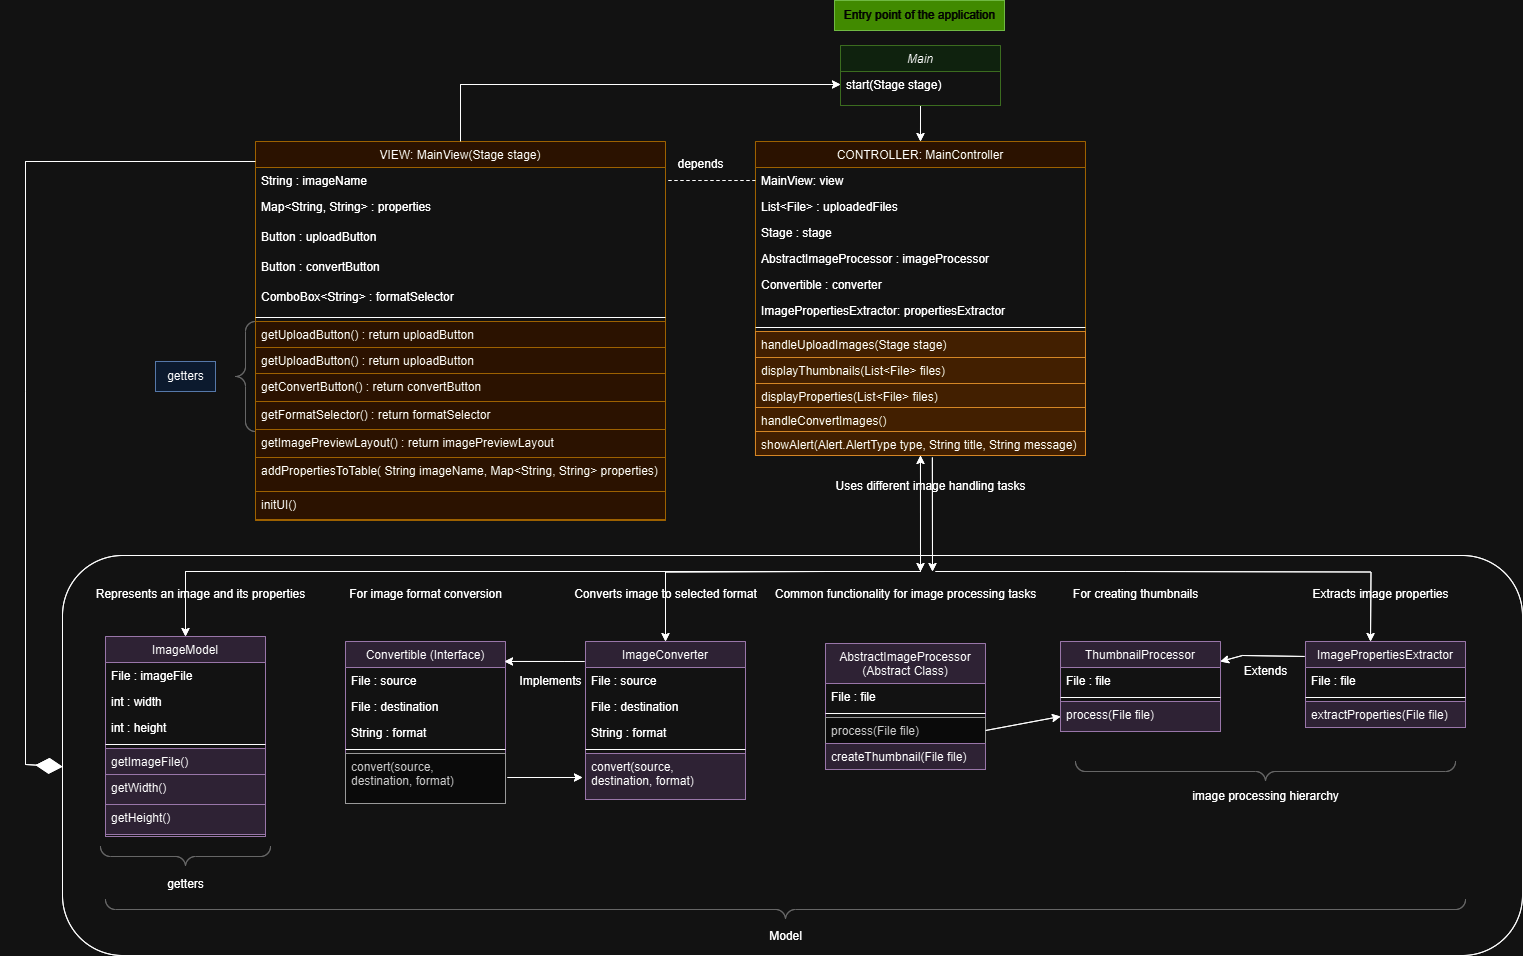 Entry point of the application
Main
start(Stage stage)
VIEW: MainView(Stage stage)
String : imageName
Map<String, String> : properties
Button : uploadButton
Button : convertButton
ComboBox<String> : formatSelector
getUploadButton() : return uploadButton
getUploadButton() : return uploadButton
getConvertButton() : return convertButton
getFormatSelector() : return formatSelector
getImagePreviewLayout() : return imagePreviewLayout
addPropertiesToTable( String imageName, Map<String, String> properties)
initUI()
getters
depends
CONTROLLER: MainController
MainView: view
List<File> : uploadedFiles
Stage : stage
AbstractImageProcessor : imageProcessor
Convertible : converter
ImagePropertiesExtractor: propertiesExtractor
handleUploadImages(Stage stage)
displayThumbnails(List<File> files)
displayProperties(List<File> files)
handleConvertImages()
showAlert(Alert.AlertType type, String title, String message)
Uses different image handling tasks
Represents an image and its properties
ImageModel
File : imageFile
int : width
int : height
getImageFile()
getWidth()
getHeight()
getters
For image format conversion
Convertible (Interface)
File : source
File : destination
String : format
convert(source,
destination, format)
Implements
Converts image to selected format
ImageConverter
File : source
File : destination
String : format
convert(source,
destination, format)
Common functionality for image processing tasks
AbstractImageProcessor
(Abstract Class)
File : file
process(File file)
createThumbnail(File file)
For creating thumbnails
ThumbnailProcessor
File : file
process(File file)
Extends
Extracts image properties
ImagePropertiesExtractor
File : file
extractProperties(File file)
image processing hierarchy
Model